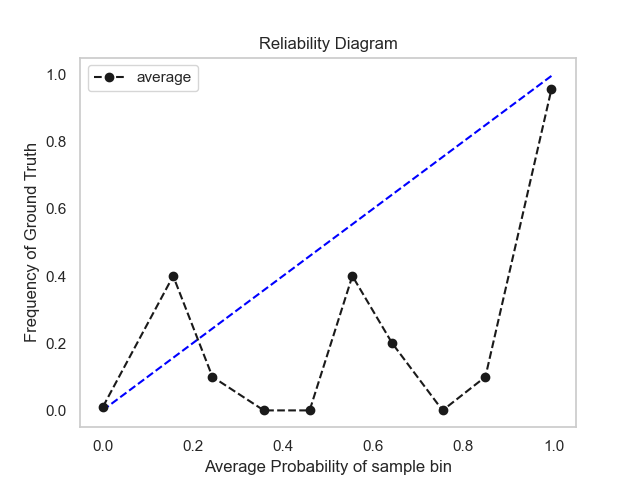 Reliability Diagram
average
Frequency of Ground Truth
1.0
0.8
0.6
0.4
0.2
0.0
0.0 0.2 0.4 0.6 0.8 1.0
Average Probability of sample bin